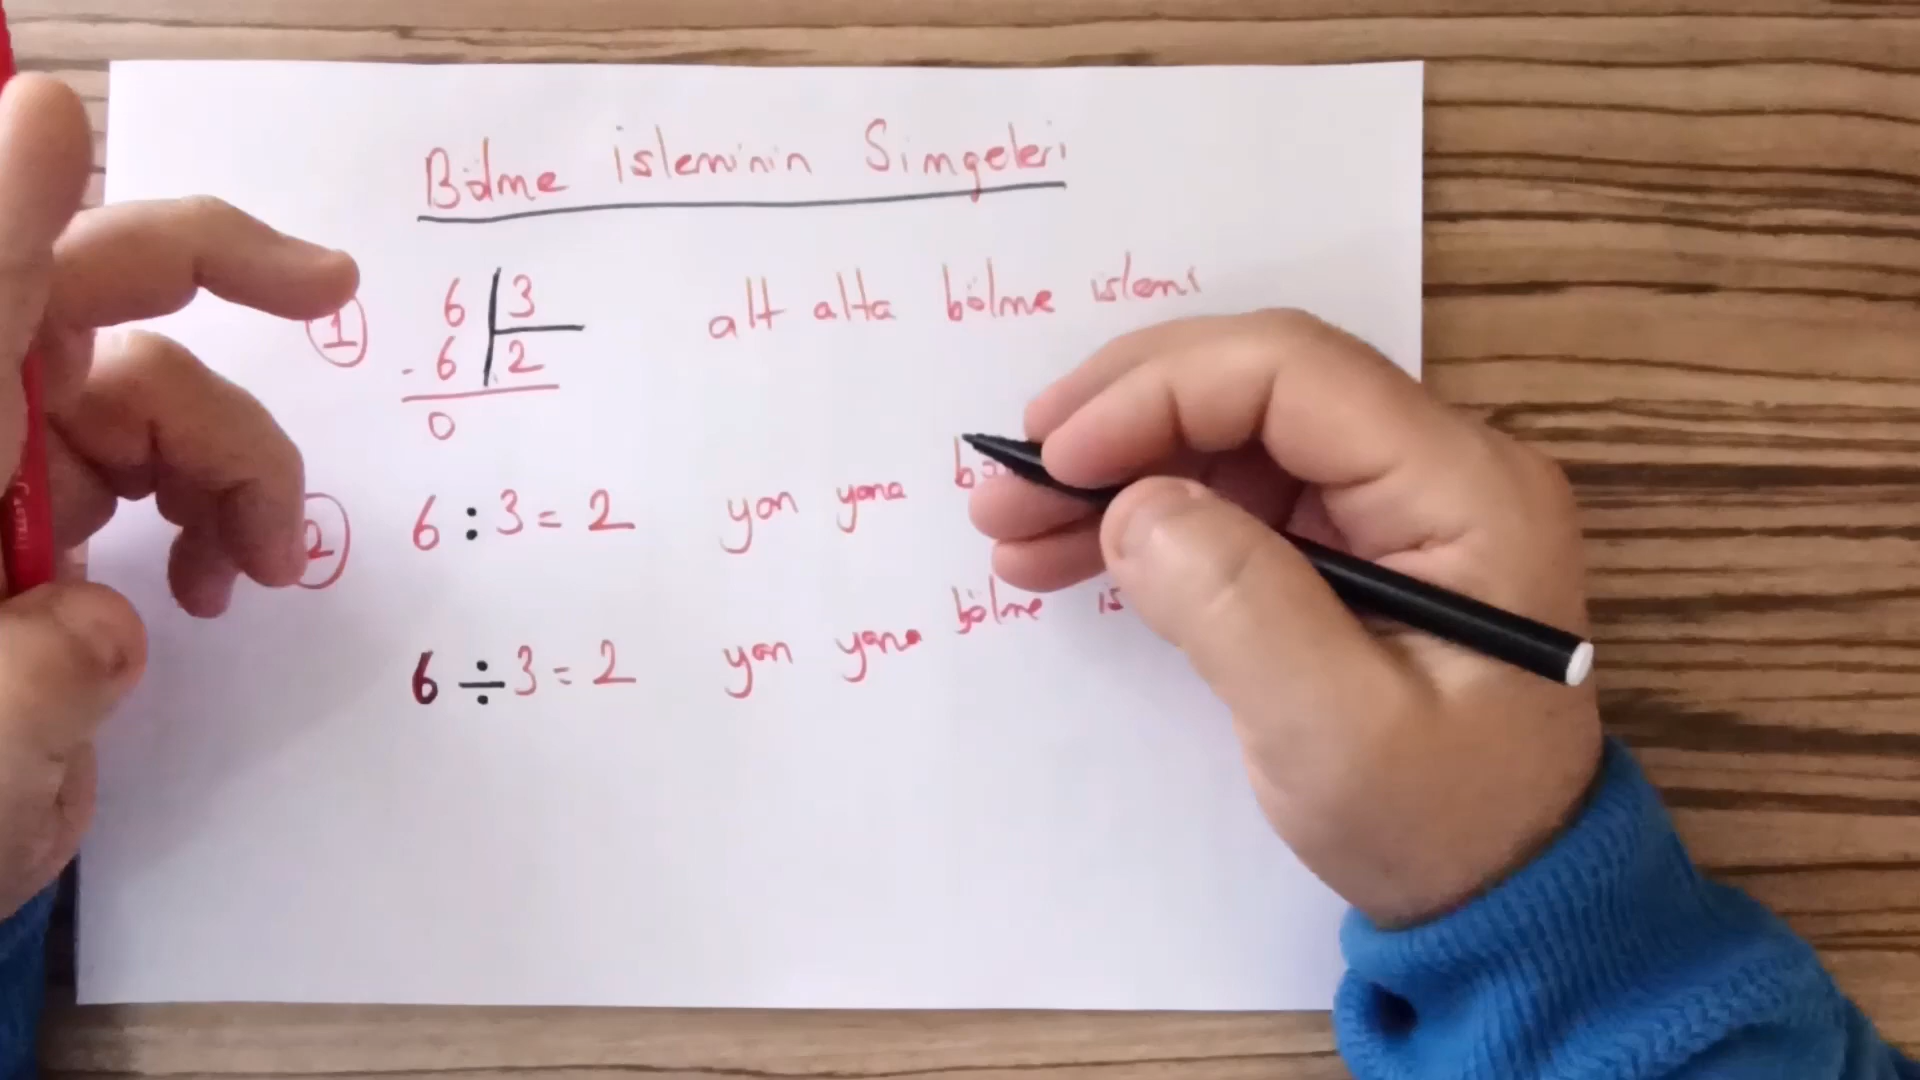 Bölme isleminin Simgeleri
1 6 3 alt alta bölme islemi
- 6 2
0
2 6 : 3 = 2 yan yana
6 ÷ 3 = 2 yan yana bölme